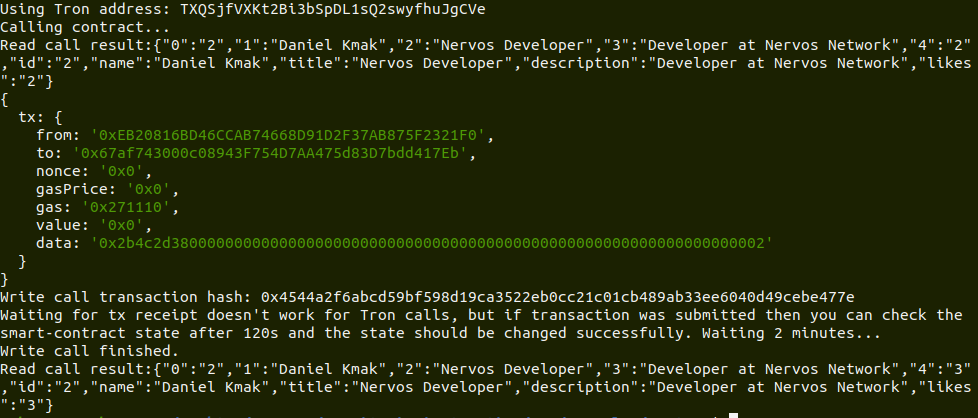 Using Tron address: TXQSjfVXKt2Bi3bSpDL1sQ2swyfhuJgCVe
Calling contract...
Read call result:{"0":"2","1":"Daniel Kmak","2":"Nervos Developer","3":"Developer at Nervos Network","4":"2"
,"id":"2","name":"Daniel Kmak","title":"Nervos Developer","description":"Developer at Nervos Network","likes
":"2"}
{
  tx: {
    from: '0xEB20816BD46CCAB74668D91D2F37AB875F2321F0',
    to: '0x67af743000c08943F754D7AA475d83D7bdd417Eb',
    nonce: '0x0',
    gasPrice: '0x0',
    gas: '0x271110',
    value: '0x0',
    data: '0x2b4c2d380000000000000000000000000000000000000000000000000000000000000002'
  }
}
Write call transaction hash: 0x4544a2f6abcd59bf598d19ca3522eb0cc21c01cb489ab33ee6040d49cebe477e
Waiting for tx receipt doesn't work for Tron calls, but if transaction was submitted then you can check the
smart-contract state after 120s and the state should be changed successfully. Waiting 2 minutes...
Write call finished.
Read call result:{"0":"2","1":"Daniel Kmak","2":"Nervos Developer","3":"Developer at Nervos Network","4":"3"
,"id":"2","name":"Daniel Kmak","title":"Nervos Developer","description":"Developer at Nervos Network","likes
":"3"}